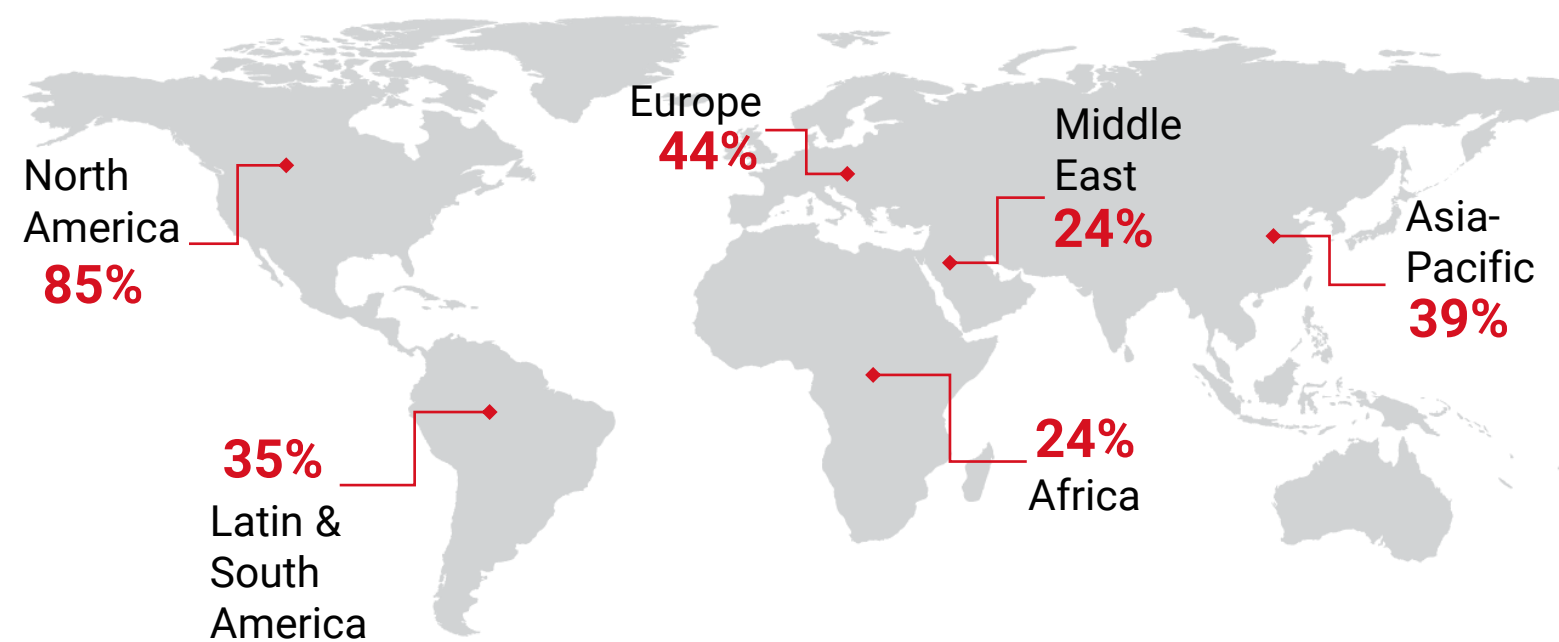 North
America
85%
Europe
44%
Middle
East
24%
Asia-
Pacific
39%
35%
Latin &
South
America
24%
Africa